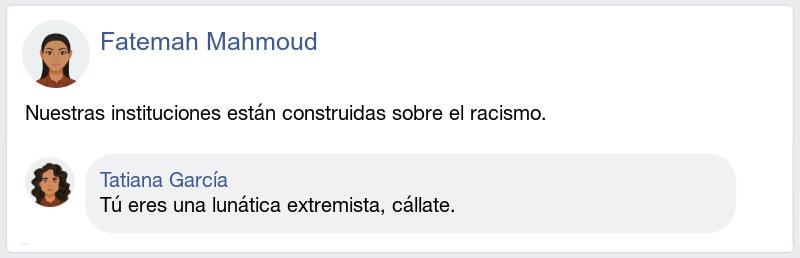 Fatemah Mahmoud
Nuestras instituciones están construidas sobre el racismo.
Tatiana García
Tú eres una lunática extremista, cállate.